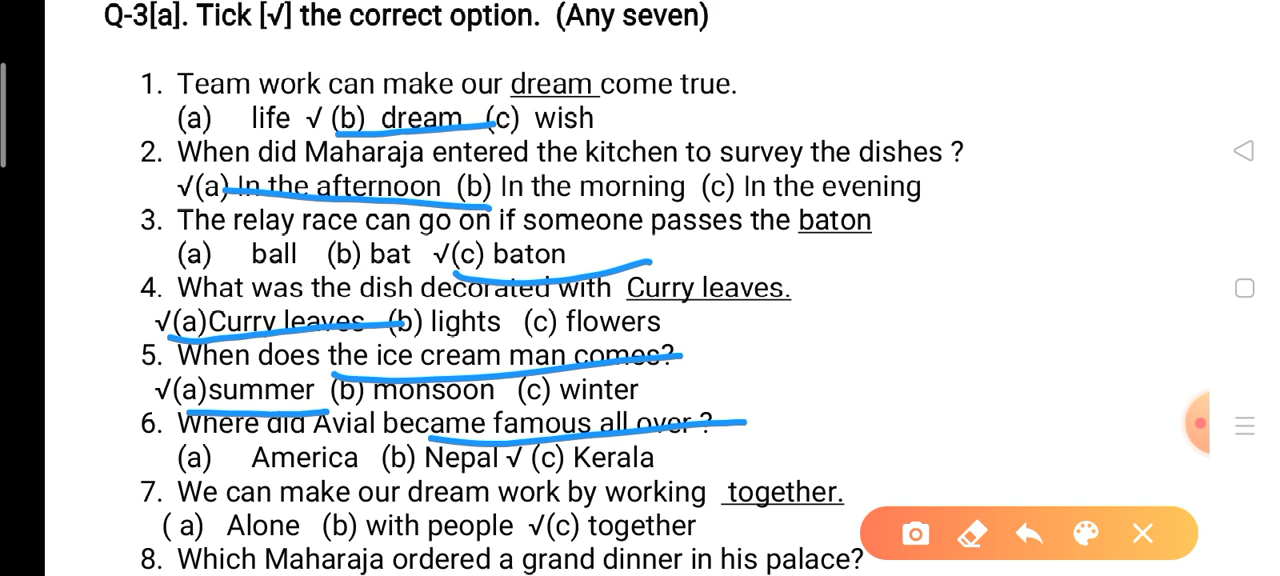 Q-3[a]. Tick [√] the correct option. (Any seven)
1. Team work can make our dream come true.
(a) life √ (b) dream (c) wish
2. When did Maharaja entered the kitchen to survey the dishes ?
√(a) In the afternoon (b) In the morning (c) In the evening
3. The relay race can go on if someone passes the baton
(a) ball (b) bat √(c) baton
4. What was the dish decorated with Curry leaves.
√(a)Curry leaves (b) lights (c) flowers
5. When does the ice cream man comes?
√(a)summer (b) monsoon (c) winter
6. Where did Avial became famous all over ?
(a) America (b) Nepal √ (c) Kerala
7. We can make our dream work by working together.
( a) Alone (b) with people √(c) together
8. Which Maharaja ordered a grand dinner in his palace?